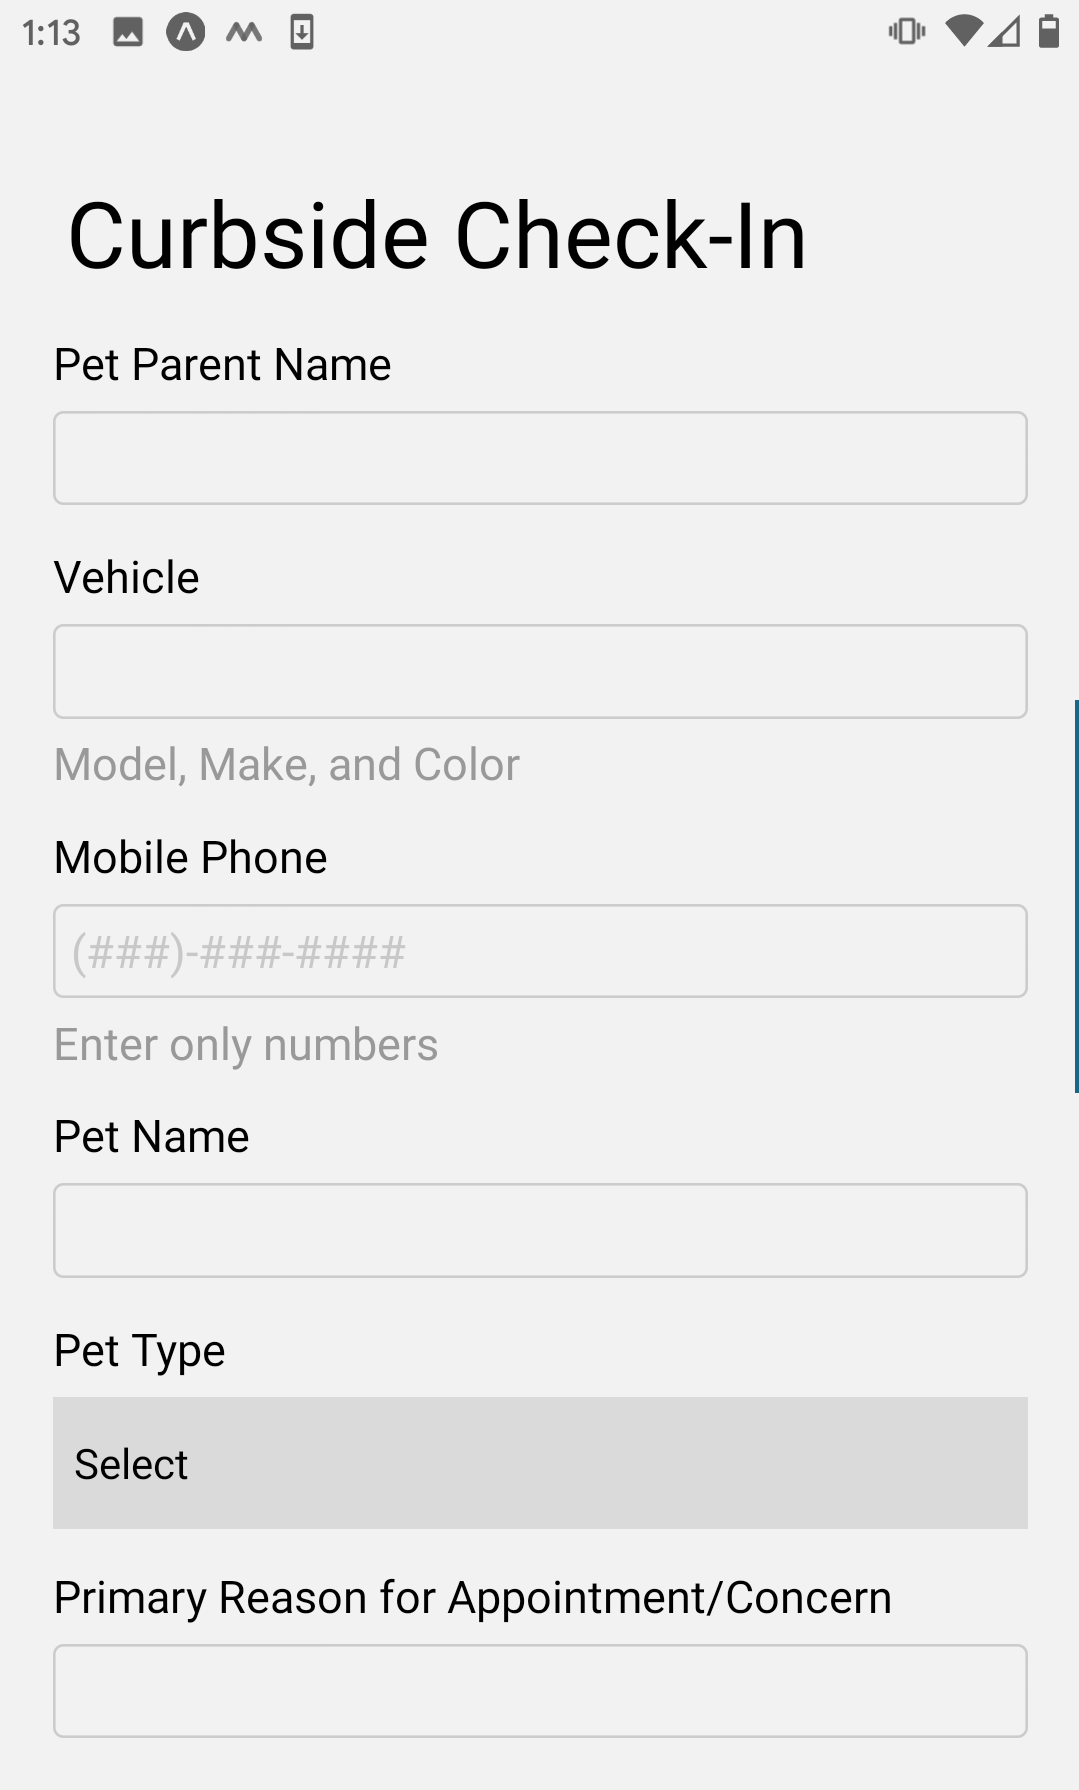 1:13
Curbside Check-In
Pet Parent Name
Vehicle
Model, Make, and Color
Mobile Phone
(###)-###-####
Enter only numbers
Pet Name
Pet Type
Select
Primary Reason for Appointment/Concern